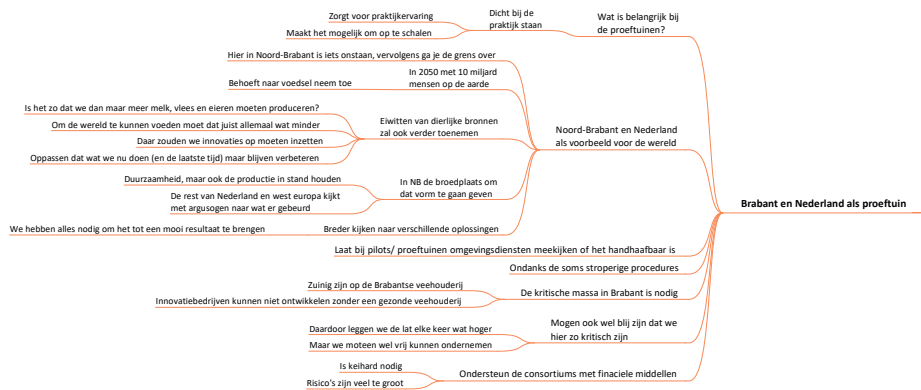 Brabant en Nederland als proeftuin
Wat is belangrijk bij
de proeftuinen?
Dicht bij de
praktijk staan
Zorgt voor praktijkervaring
Maakt het mogelijk om op te schalen
Noord-Brabant en Nederland
als voorbeeld voor de wereld
Hier in Noord-Brabant is iets onstaan, vervolgens ga je de grens over
In 2050 met 10 miljard
mensen op de aarde
Behoeft naar voedsel neem toe
Eiwitten van dierlijke bronnen
zal ook verder toenemen
Is het zo dat we dan maar meer melk, vlees en eieren moeten produceren?
Om de wereld te kunnen voeden moet dat juist allemaal wat minder
Daar zouden we innovaties op moeten inzetten
Oppassen dat wat we nu doen (en de laatste tijd) maar blijven verbeteren
In NB de broedplaats om
dat vorm te gaan geven
Duurzaamheid, maar ook de productie in stand houden
De rest van Nederland en west europa kijkt
met argusogen naar wat er gebeurd
Breder kijken naar verschillende oplossingen
We hebben alles nodig om het tot een mooi resultaat te brengen
Laat bij pilots/ proeftuinen omgevingsdiensten meekijken of het handhaafbaar is
Ondanks de soms stroperige procedures
De kritische massa in Brabant is nodig
Zuinig zijn op de Brabantse veehouderij
Innovatiebedrijven kunnen niet ontwikkelen zonder een gezonde veehouderij
Mogen ook wel blij zijn dat we
hier zo kritisch zijn
Daardoor leggen we de lat elke keer wat hoger
Maar we moteen wel vrij kunnen ondernemen
Ondersteun de consortiums met finaciele middellen
Is keihard nodig
Risico's zijn veel te groot